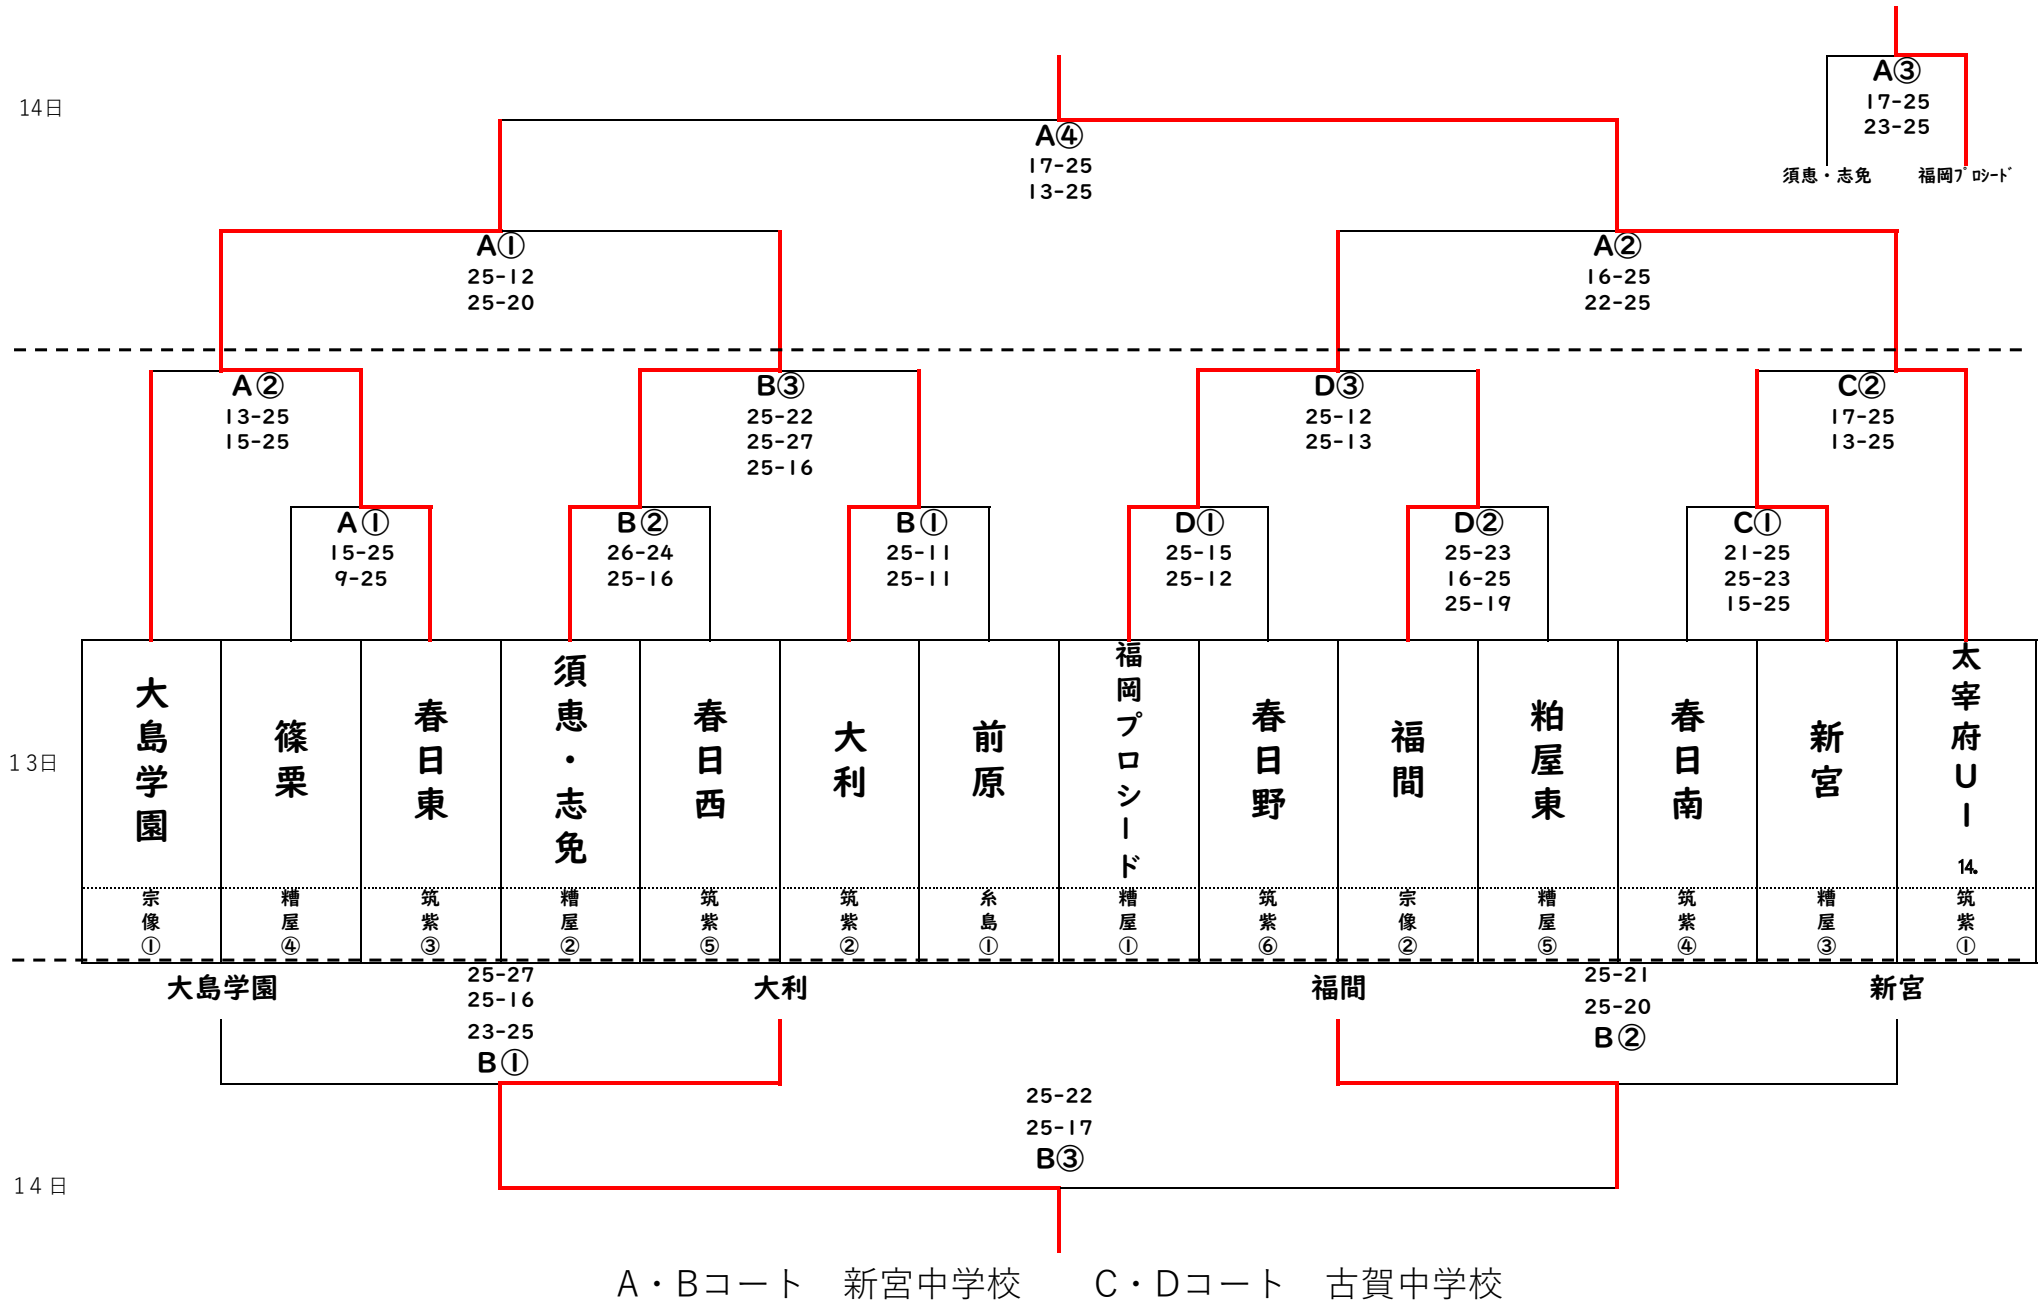 14日
A③
17-25
23-25
須恵・志免
福岡ﾌﾟﾛｼｰﾄﾞ
A④
17-25
13-25
A①
25-12
25-20
A②
16-25
22-25
A②
13-25
15-25
B③
25-22
25-27
25-16
D③
25-12
25-13
C②
17-25
13-25
A①
15-25
9-25
B②
26-24
25-16
B①
25-11
25-11
D①
25-15
25-12
D②
25-23
16-25
25-19
C①
21-25
25-23
15-25
13日
大島学園
篠栗
春日東
須恵・志免
春日西
大利
前原
福岡プロシード
春日野
福間
粕屋東
春日南
新宮
太宰府U14.
宗像①
糟屋④
筑紫③
糟屋②
筑紫⑤
筑紫②
糸島①
糟屋①
筑紫⑥
宗像②
糟屋⑤
筑紫④
糟屋③
筑紫①
大島学園
25-27
25-16
23-25
B①
大利
福間
25-21
25-20
B②
新宮
25-22
25-17
B③
14日
A・Bコート　新宮中学校　　C・Dコート　古賀中学校